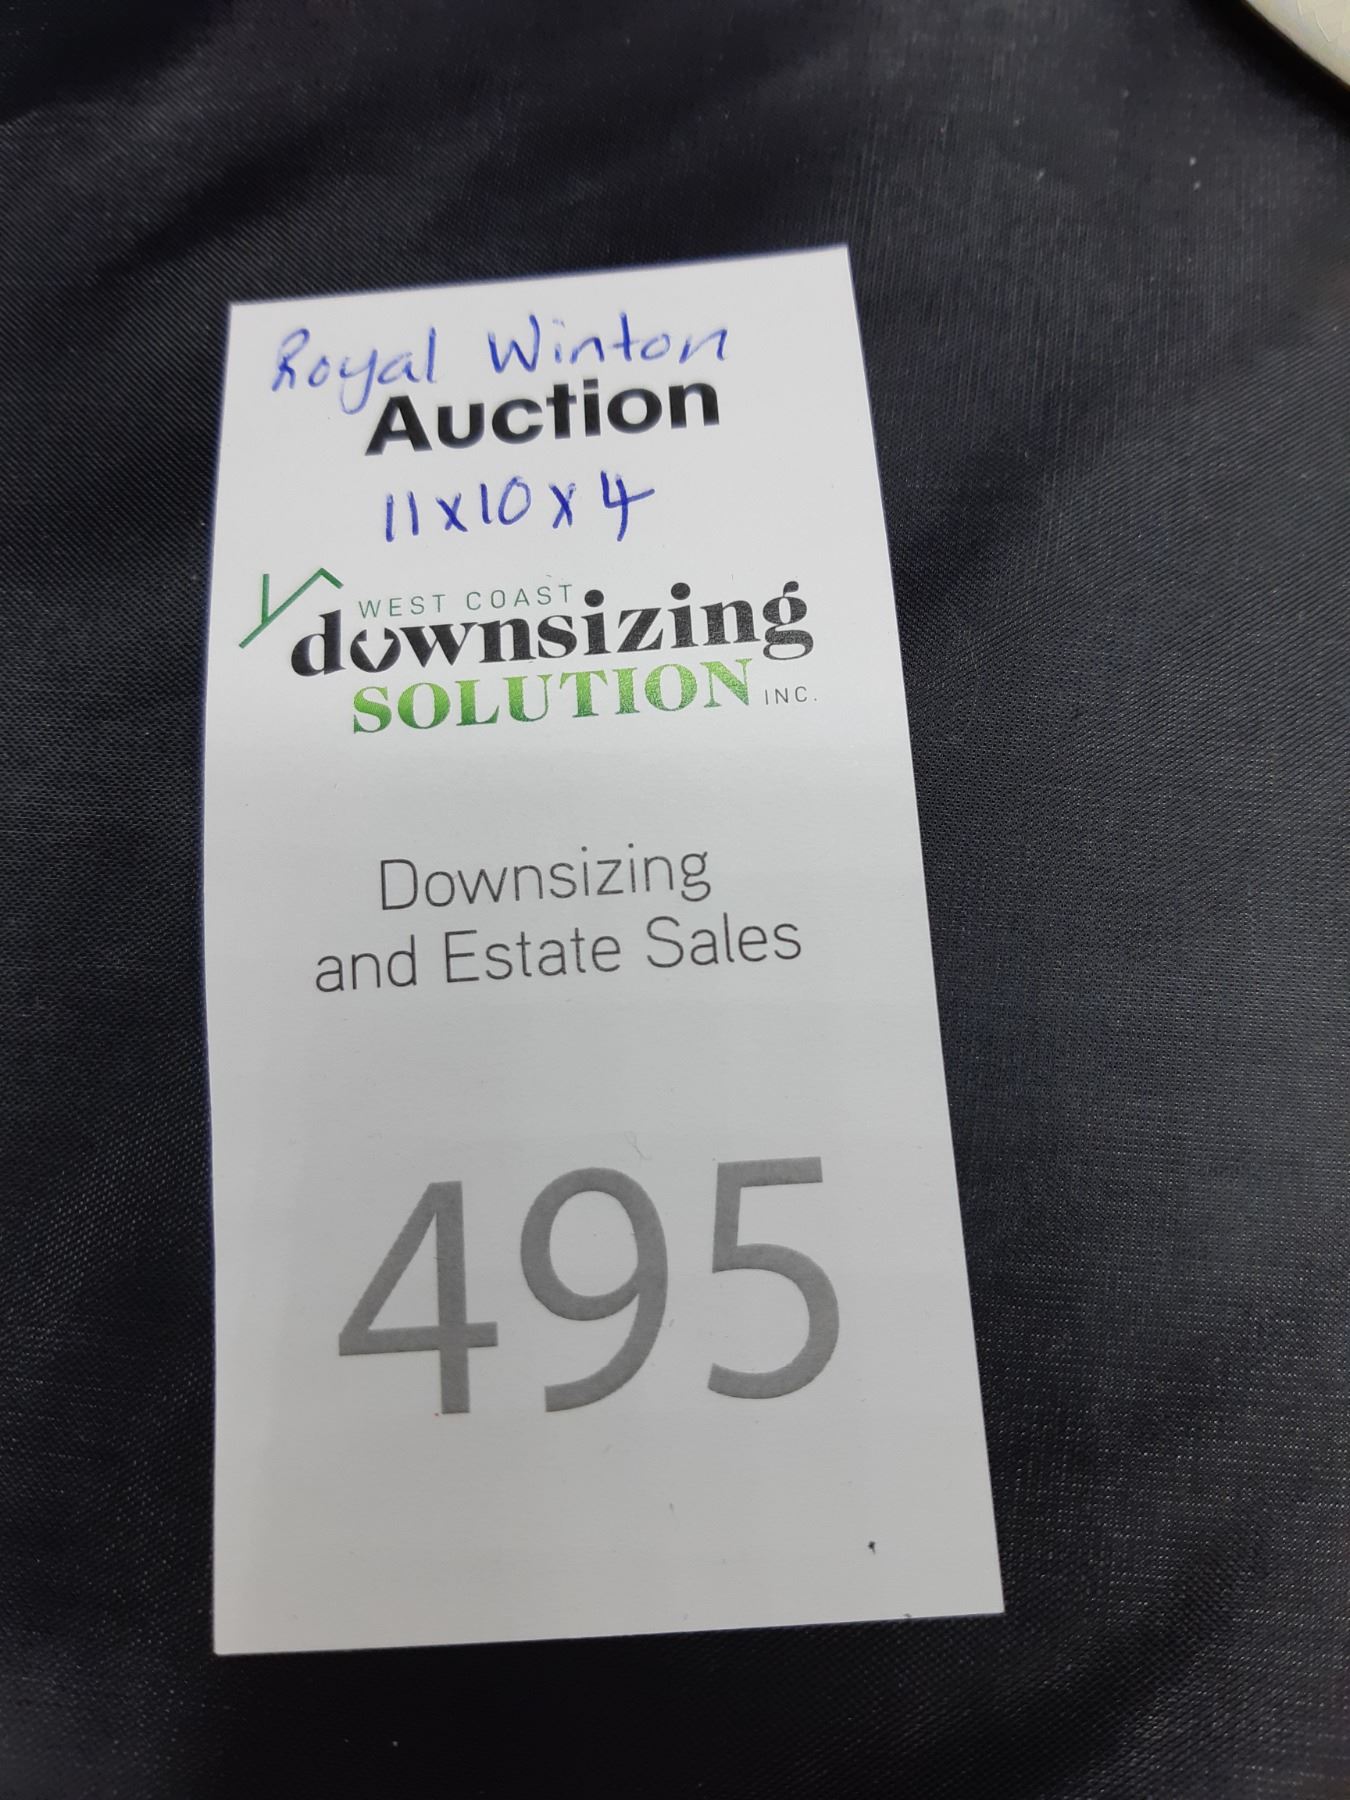 Royal Winton
Auction
11x10x4
WEST COAST
downsizing
SOLUTION INC.
Downsizing
and Estate Sales
495